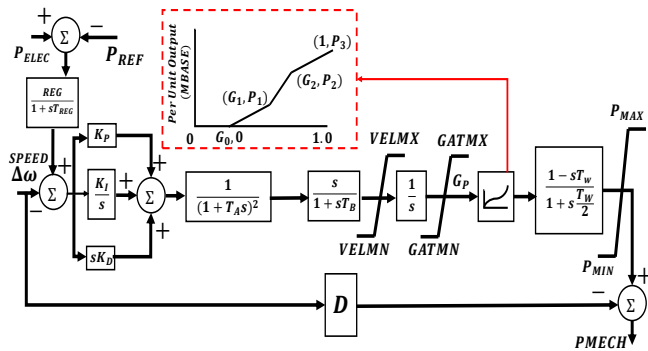 +
Σ
−
P_ELEC
P_REF
REG
1 + sT_REG
SPEED
Δω
+
−
Σ
K_P
K_I
s
sK_D
+
+
+
Σ
1
(1 + T_A s)²
s
1 + sT_B
VELMX
VELMN
1
s
GATMX
GATMN
G_P
1 − sT_w
1 + s T_W
2
P_MAX
P_MIN
D
+
−
Σ
PMECH
Per Unit Output
(MBASE)
(1, P_3)
(G_1, P_1)
(G_2, P_2)
0
G_0, 0
1.0